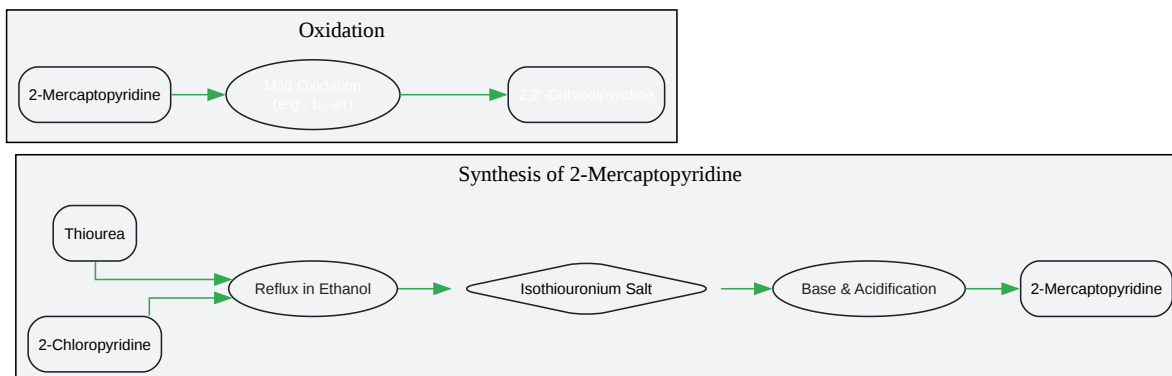 Oxidation
2-Mercaptopyridine
Mild Oxidation
(e.g., I₂, air)
2,2'-Dithiodipyridine
Synthesis of 2-Mercaptopyridine
Thiourea
Reflux in Ethanol
Isothiouronium Salt
Base & Acidification
2-Mercaptopyridine
2-Chloropyridine